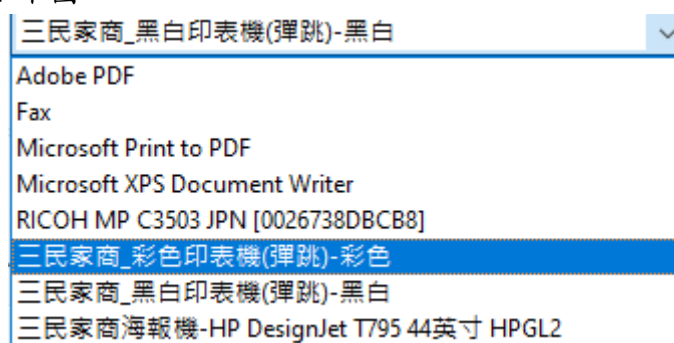 三民家商_黑白印表機(彈跳)-黑白
Adobe PDF
Fax
Microsoft Print to PDF
Microsoft XPS Document Writer
RICOH MP C3503 JPN [0026738DBCB8]
三民家商_彩色印表機(彈跳)-彩色
三民家商_黑白印表機(彈跳)-黑白
三民家商海報機-HP DesignJet T795 44英寸 HPGL2